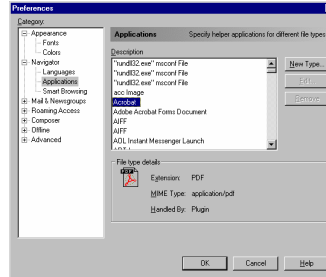 Preferences
Category:
Appearance
Fonts
Colors
Navigator
Languages
Applications
Smart Browsing
Mail & Newsgroups
Roaming Access
Composer
Offline
Advanced
Applications Specify helper applications for different file types
Description
"rundll32.exe" msconf File
"rundll32.exe" msconf File
"rundll32.exe" msconf File
acc Image
Acrobat
Adobe Acrobat Forms Document
AIFF
AIFF
AOL Instant Messenger Launch
New Type...
Edit
Remove
File type details
Extension: PDF
MIME Type: application/pdf
Handled By: Plugin
OK
Cancel
Help